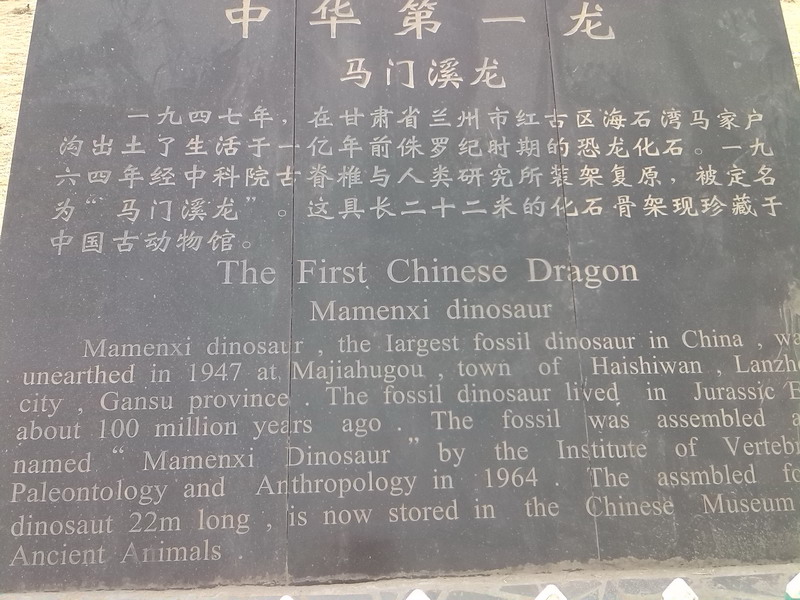 中华第一龙
马门溪龙
一九四七年，在甘肃省兰州市红古区海石湾马家户
沟出土了生活于一亿年前侏罗纪时期的恐龙化石。一九
六四年经中科院古脊椎与人类研究所装架复原，被定名
为“马门溪龙”。这具长二十二米的化石骨架现珍藏于
中国古动物馆。
The First Chinese Dragon
Mamenxi dinosaur
Mamenxi dinosaur , the largest fossil dinosaur in China ,
unearthed in 1947 at Majiahugou , town of Haishiwan ,
city , Gansu province . The fossil dinosaur lived in Jurassic
about 100 million years ago . The fossil was assembled
named “ Mamenxi Dinosaur ” by the Institute of
Paleontology and Anthropology in 1964 . The assmbled
dinosaut 22m long , is now stored in the Chinese Museum
Ancient Animals .